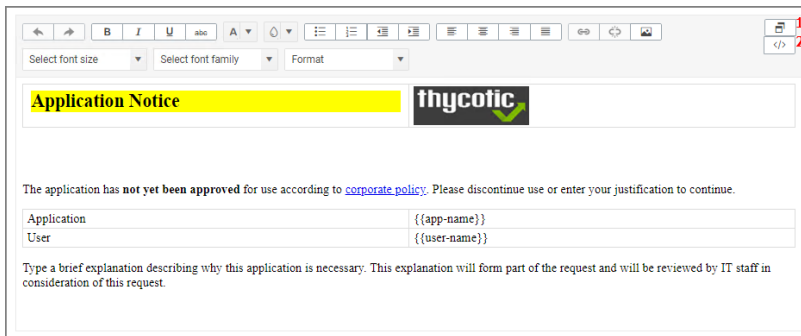 B I U abc A
1
</>
2
Select font size Select font family Format
Application Notice thycotic
The application has not yet been approved for use according to corporate policy. Please discontinue use or enter your justification to continue.
Application {{app-name}}
User {{user-name}}
Type a brief explanation describing why this application is necessary. This explanation will form part of the request and will be reviewed by IT staff in
consideration of this request.